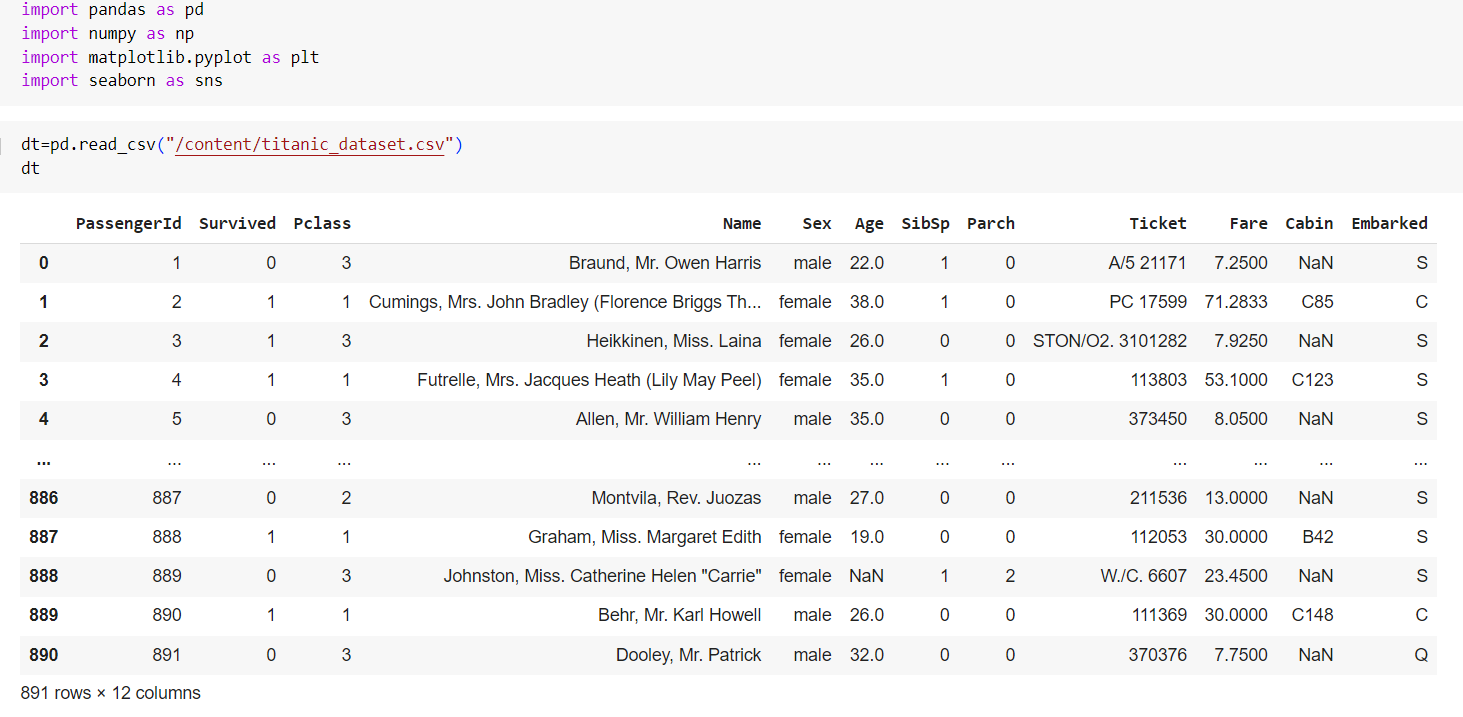 import pandas as pd
import numpy as np
import matplotlib.pyplot as plt
import seaborn as sns
dt=pd.read_csv("/content/titanic_dataset.csv")
dt
PassengerId Survived Pclass Name Sex Age SibSp Parch Ticket Fare Cabin Embarked
0 1 0 3 Braund, Mr. Owen Harris male 22.0 1 0 A/5 21171 7.2500 NaN S
1 2 1 1 Cumings, Mrs. John Bradley (Florence Briggs Th... female 38.0 1 0 PC 17599 71.2833 C85 C
2 3 1 3 Heikkinen, Miss. Laina female 26.0 0 0 STON/O2. 3101282 7.9250 NaN S
3 4 1 1 Futrelle, Mrs. Jacques Heath (Lily May Peel) female 35.0 1 0 113803 53.1000 C123 S
4 5 0 3 Allen, Mr. William Henry male 35.0 0 0 373450 8.0500 NaN S
... ... ... ... ... ... ... ... ... ... ... ... ...
886 887 0 2 Montvila, Rev. Juozas male 27.0 0 0 211536 13.0000 NaN S
887 888 1 1 Graham, Miss. Margaret Edith female 19.0 0 0 112053 30.0000 B42 S
888 889 0 3 Johnston, Miss. Catherine Helen "Carrie" female NaN 1 2 W./C. 6607 23.4500 NaN S
889 890 1 1 Behr, Mr. Karl Howell male 26.0 0 0 111369 30.0000 C148 C
890 891 0 3 Dooley, Mr. Patrick male 32.0 0 0 370376 7.7500 NaN Q
891 rows × 12 columns